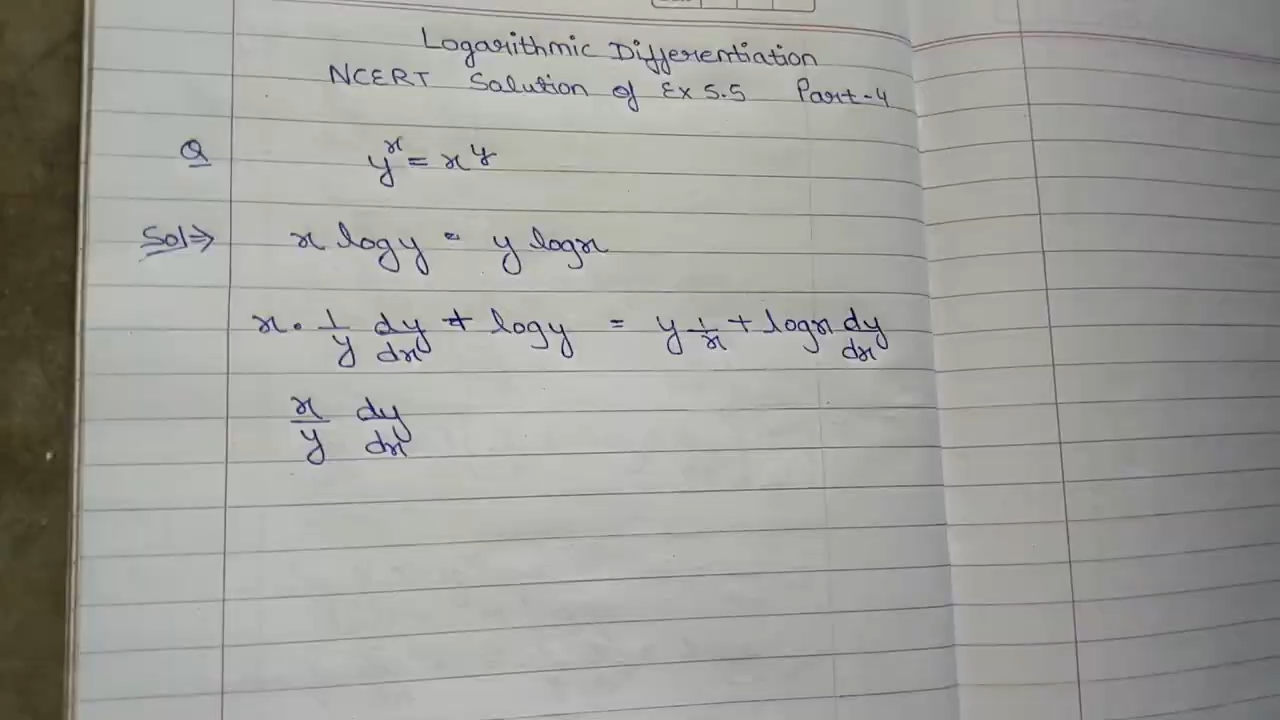 Logarithmic Differentiation
NCERT Solution of Ex 5.5 Part-4
Q y^x = x^y
Sol⇒ x log y = y log x
x · 1/y dy/dx + log y = y 1/x + log x dy/dx
x/y dy/dx